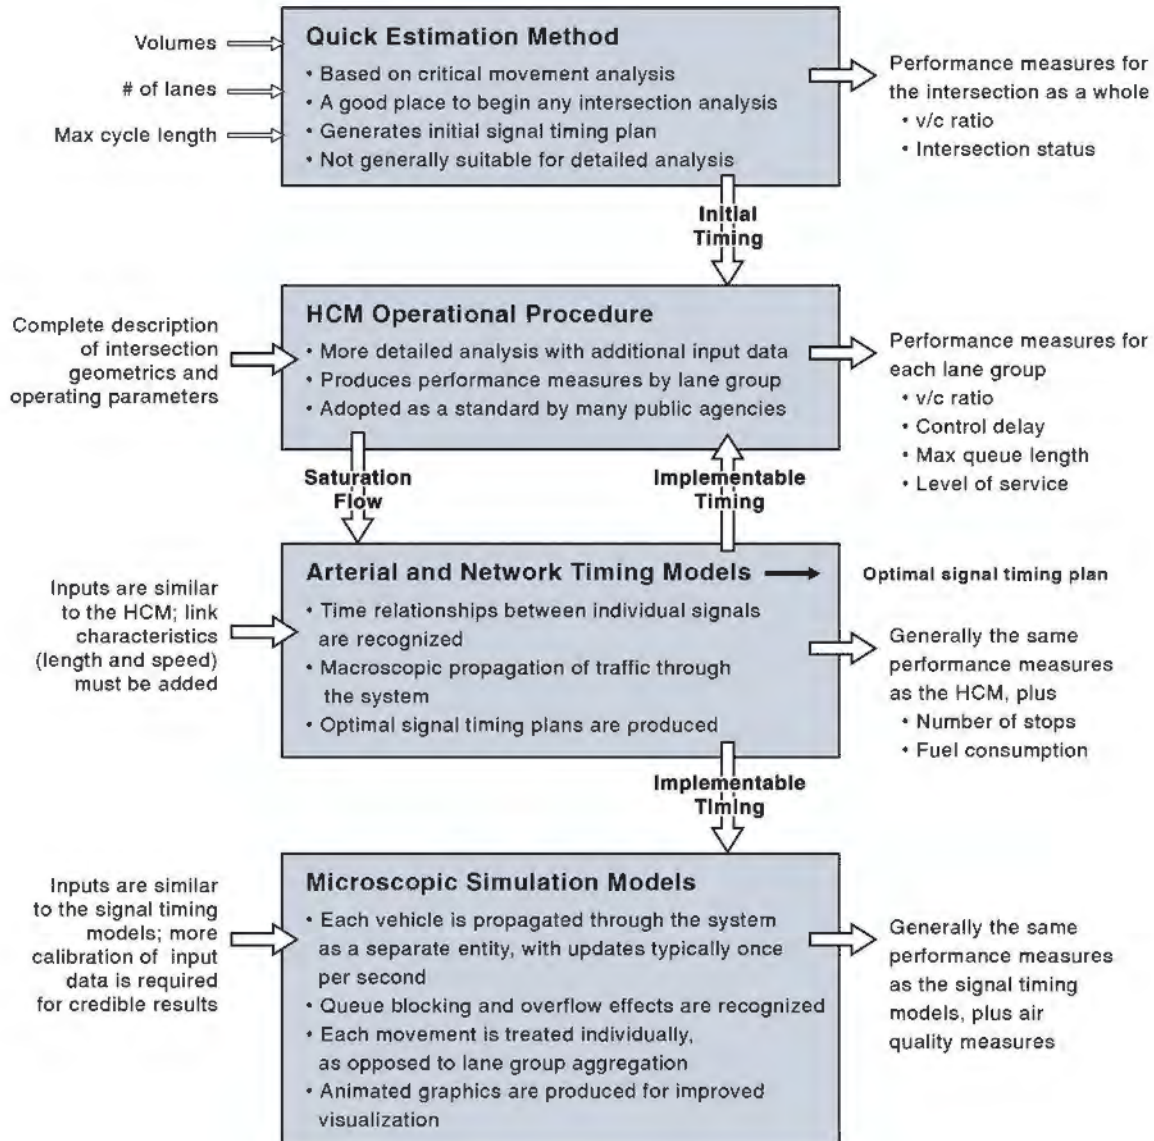 Volumes
# of lanes
Max cycle length
Quick Estimation Method
• Based on critical movement analysis
• A good place to begin any intersection analysis
• Generates initial signal timing plan
• Not generally suitable for detailed analysis
Performance measures for
the intersection as a whole
• v/c ratio
• Intersection status
Initial
Timing
Complete description
of intersection
geometrics and
operating parameters
HCM Operational Procedure
• More detailed analysis with additional input data
• Produces performance measures by lane group
• Adopted as a standard by many public agencies
Performance measures for
each lane group
• v/c ratio
• Control delay
• Max queue length
• Level of service
Saturation
Flow
Implementable
Timing
Inputs are similar
to the HCM; link
characteristics
(length and speed)
must be added
Arterial and Network Timing Models
• Time relationships between individual signals
are recognized
• Macroscopic propagation of traffic through
the system
• Optimal signal timing plans are produced
Optimal signal timing plan
Generally the same
performance measures
as the HCM, plus
• Number of stops
• Fuel consumption
Implementable
Timing
Inputs are similar
to the signal timing
models; more
calibration of input
data is required
for credible results
Microscopic Simulation Models
• Each vehicle is propagated through the system
as a separate entity, with updates typically once
per second
• Queue blocking and overflow effects are recognized
• Each movement is treated individually,
as opposed to lane group aggregation
• Animated graphics are produced for improved
visualization
Generally the same
performance measures
as the signal timing
models, plus air
quality measures